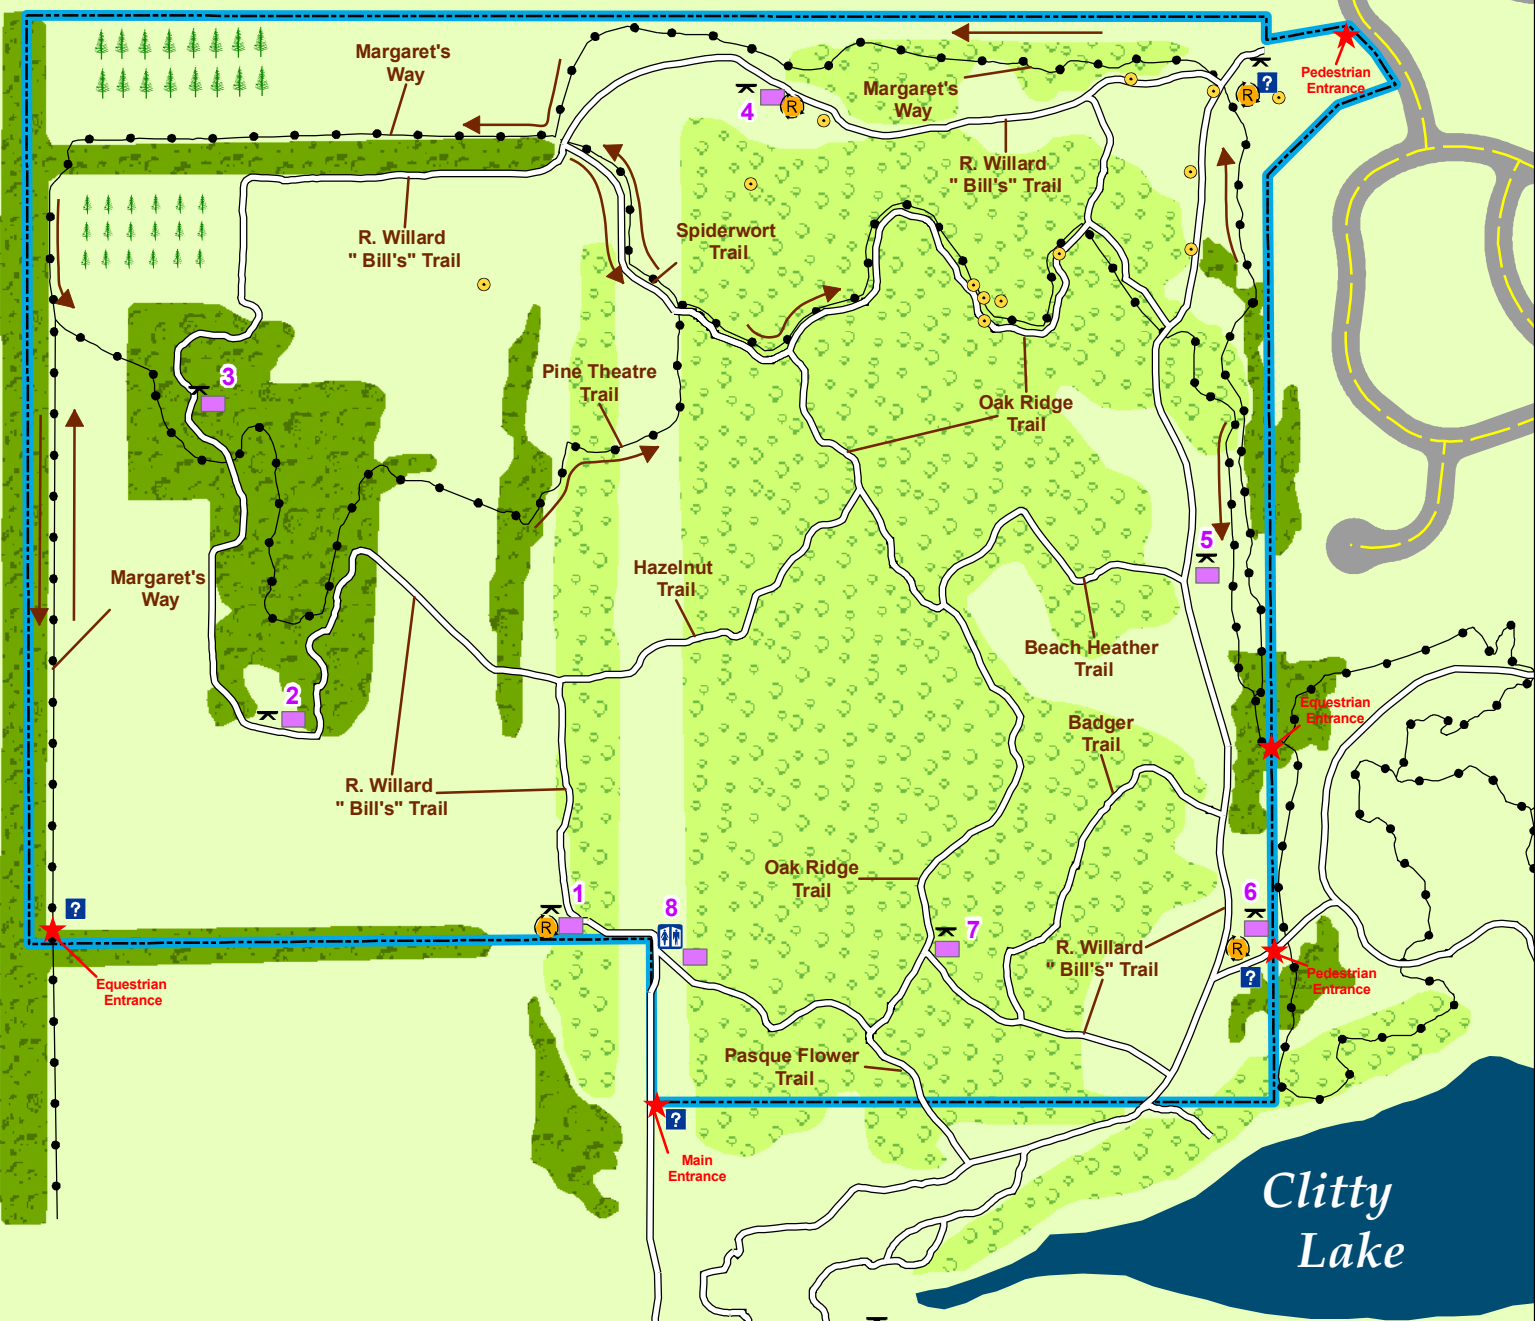 Margaret's
Way
Pedestrian
Entrance
?
4
R
Margaret's
Way
R
R. Willard
" Bill's" Trail
R. Willard
" Bill's" Trail
Spiderwort
Trail
3
Pine Theatre
Trail
Oak Ridge
Trail
5
Margaret's
Way
Hazelnut
Trail
Beach Heather
Trail
2
Equestrian
Entrance
Badger
Trail
R. Willard
" Bill's" Trail
Oak Ridge
Trail
?
1
R
8
7
6
R
R. Willard
" Bill's" Trail
?
Pedestrian
Entrance
Equestrian
Entrance
Pasque Flower
Trail
?
Main
Entrance
Clitty
Lake